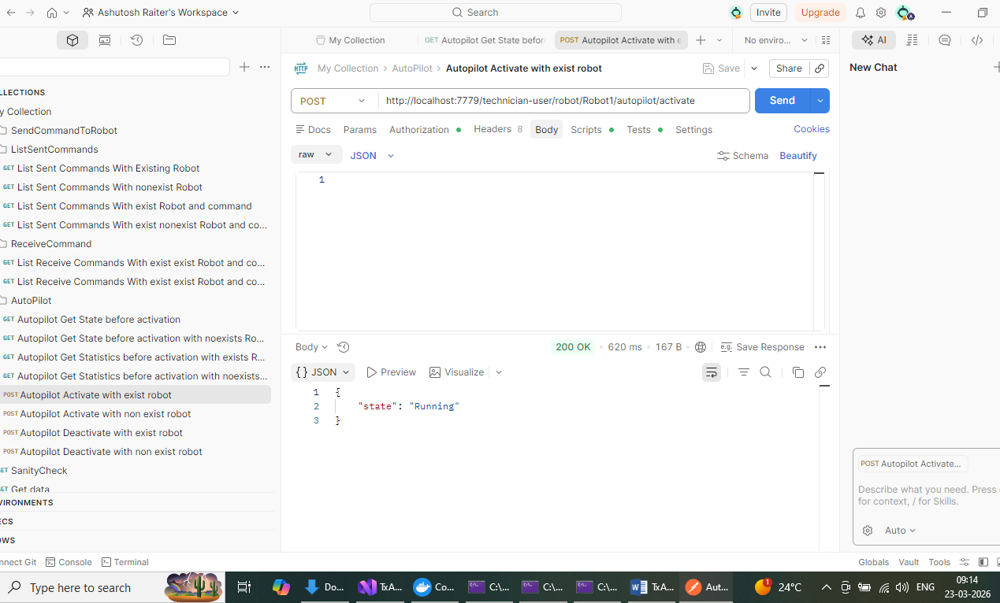 Ashutosh Raiter's Workspace
Search
Invite
Upgrade
My Collection
GET Autopilot Get State befor
POST Autopilot Activate with e
No enviro...
AI
HTTP My Collection > AutoPilot > Autopilot Activate with exist robot
Save
Share
New Chat
LLECTIONS
y Collection
SendCommandToRobot
ListSentCommands
GET List Sent Commands With Existing Robot
GET List Sent Commands With nonexist Robot
GET List Sent Commands With exist Robot and command
GET List Sent Commands With exist nonexist Robot and co...
ReceiveCommand
GET List Receive Commands With exist exist Robot and co...
GET List Receive Commands With exist exist Robot and co...
AutoPilot
GET Autopilot Get State before activation
GET Autopilot Get State before activation with noexists Ro...
GET Autopilot Get Statistics before activation with exists R...
GET Autopilot Get Statistics before activation with noexists...
POST Autopilot Activate with exist robot
POST Autopilot Activate with non exist robot
POST Autopilot Deactivate with exist robot
POST Autopilot Deactivate with non exist robot
ET SanityCheck
ET Get data
VIRONMENTS
ECS
OWS
POST
http://localhost:7779/technician-user/robot/Robot1/autopilot/activate
Send
Docs Params Authorization Headers 8 Body Scripts Tests Settings
Cookies
raw
JSON
Schema
Beautify
1
Body
200 OK • 620 ms • 167 B
e.g. Save Response
{} JSON
Preview
Visualize
1 {
2 "state": "Running"
3 }
POST Autopilot Activate...
Describe what you need. Press
for context, / for Skills.
Auto
nnect Git
Console
Terminal
Globals
Vault
Tools
Type here to search
Do...
TxA...
Co...
C:\...
C:\...
C:\...
TxA...
Aut...
1
24°C
ENG
09:14
23-03-2026